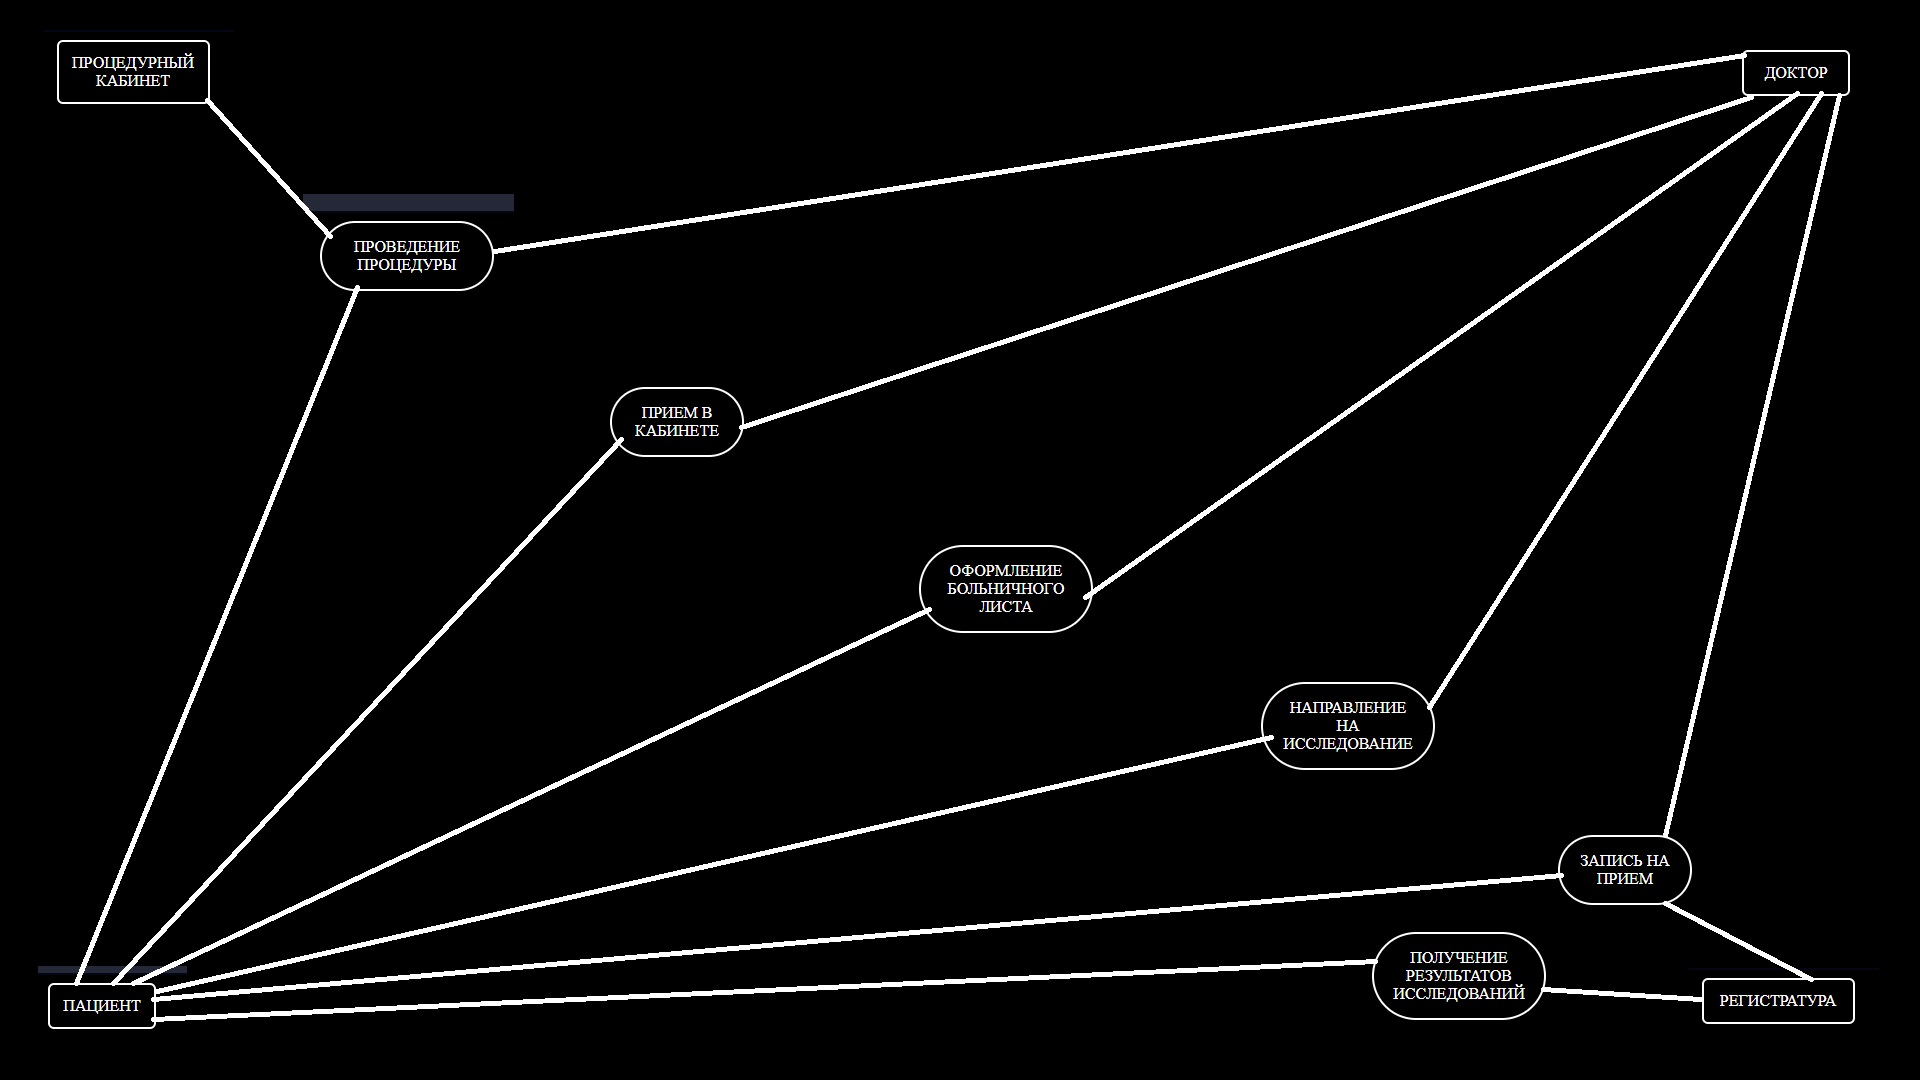 ПРОЦЕДУРНЫЙ
КАБИНЕТ
ДОКТОР
ПРОВЕДЕНИЕ
ПРОЦЕДУРЫ
ПРИЕМ В
КАБИНЕТЕ
ОФОРМЛЕНИЕ
БОЛЬНИЧНОГО
ЛИСТА
НАПРАВЛЕНИЕ
НА
ИССЛЕДОВАНИЕ
ЗАПИСЬ НА
ПРИЕМ
ПОЛУЧЕНИЕ
РЕЗУЛЬТАТОВ
ИССЛЕДОВАНИЙ
ПАЦИЕНТ
РЕГИСТРАТУРА